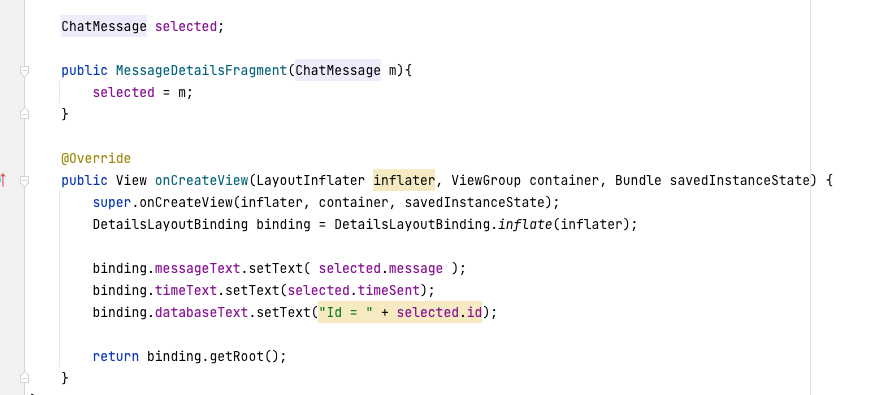 ChatMessage selected;
public MessageDetailsFragment(ChatMessage m){
selected = m;
}
@Override
public View onCreateView(LayoutInflater inflater, ViewGroup container, Bundle savedInstanceState) {
super.onCreateView(inflater, container, savedInstanceState);
DetailsLayoutBinding binding = DetailsLayoutBinding.inflate(inflater);
binding.messageText.setText( selected.message );
binding.timeText.setText(selected.timeSent);
binding.databaseText.setText("Id = " + selected.id);
return binding.getRoot();
}